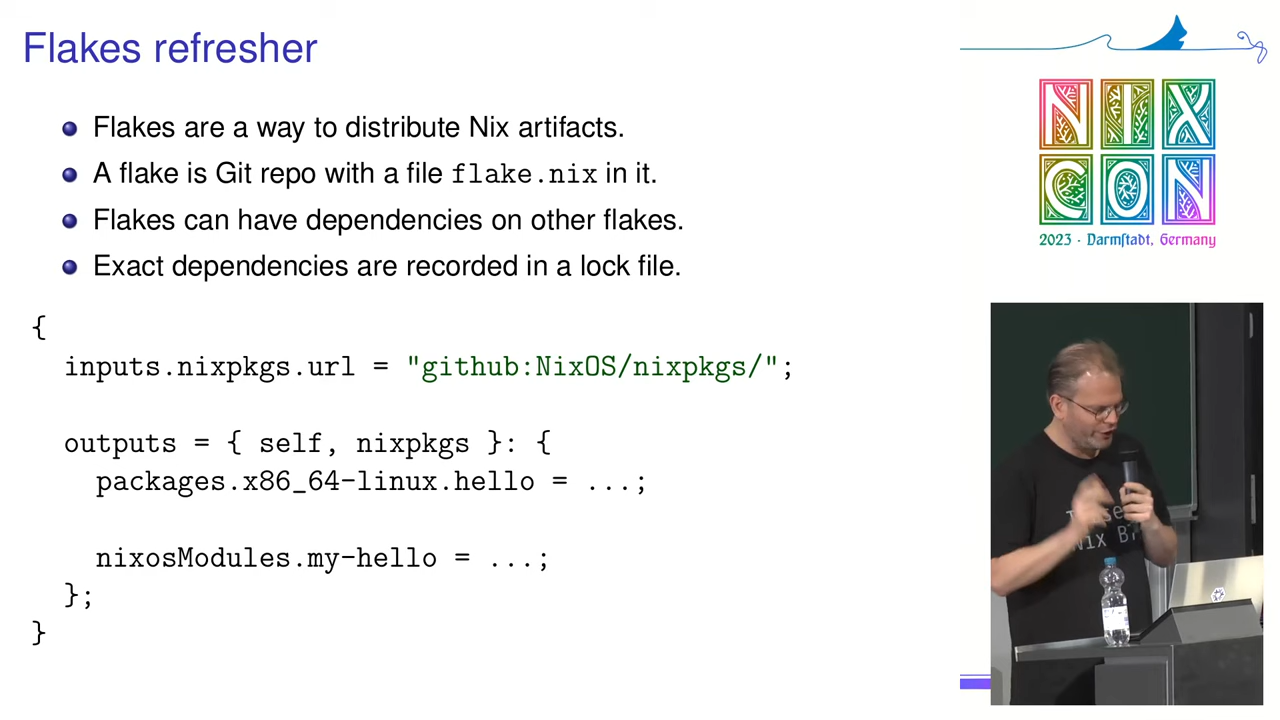 Flakes refresher
Flakes are a way to distribute Nix artifacts.
A flake is Git repo with a file flake.nix in it.
Flakes can have dependencies on other flakes.
Exact dependencies are recorded in a lock file.
{
inputs.nixpkgs.url = "github:NixOS/nixpkgs/";
outputs = { self, nixpkgs }: {
packages.x86_64-linux.hello = ...;
nixosModules.my-hello = ...;
};
}
NIX
CON
2023 · Darmſtadt, Germany
Nix